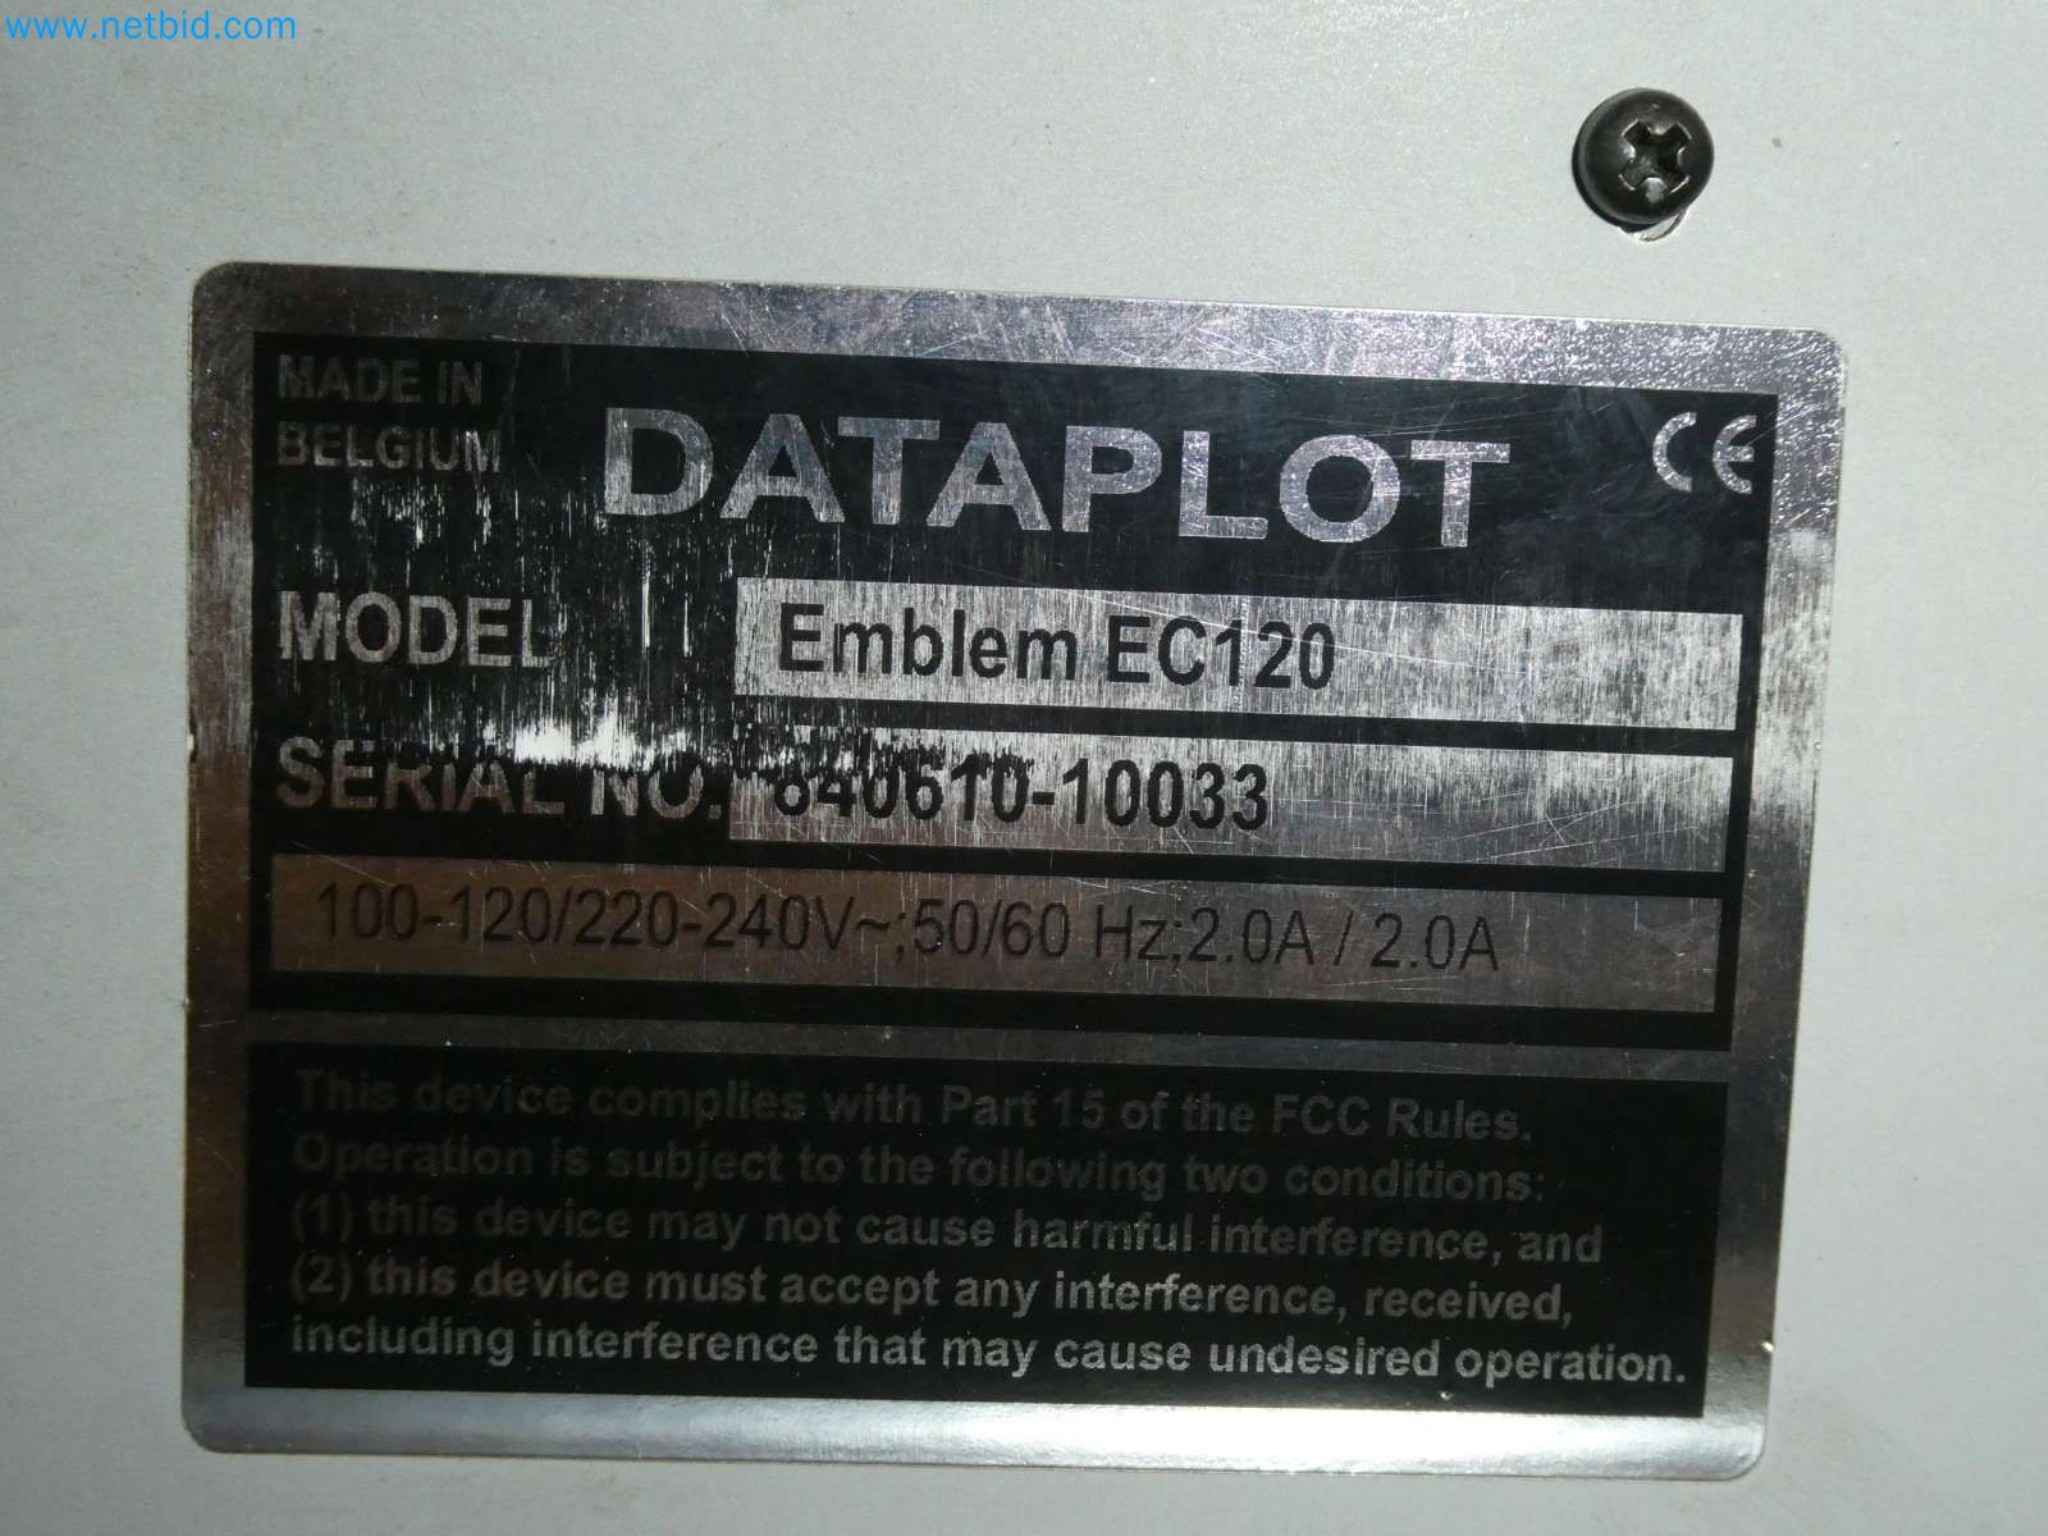 www.netbid.com
MADE IN
BELGIUM
DATAPLOT
CE
MODEL Emblem EC120
SERIAL NO. 840610-10033
100-120/220-240V~;50/60 Hz;2.0A / 2.0A
This device complies with Part 15 of the FCC Rules.
Operation is subject to the following two conditions:
(1) this device may not cause harmful interference, and
(2) this device must accept any interference, received,
including interference that may cause undesired operation.